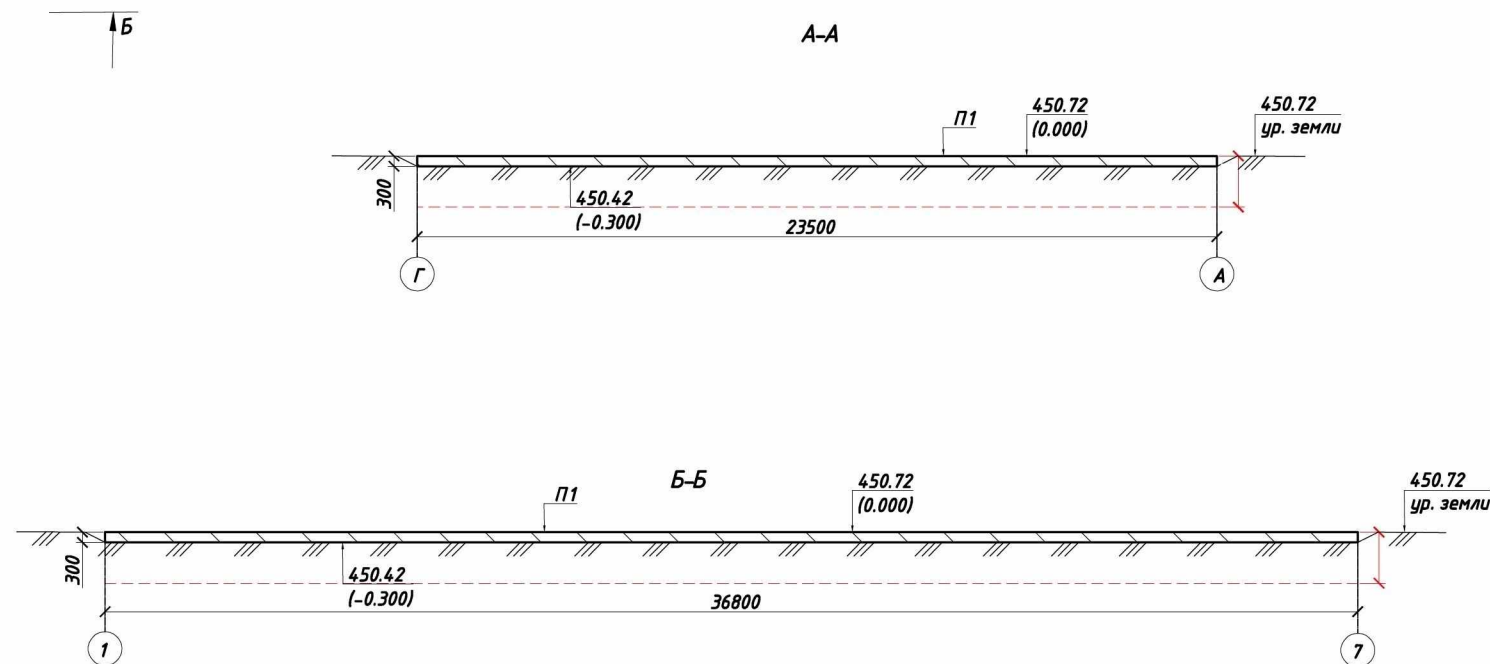 Б
А-А
П1
450.72
(0.000)
450.72
ур. земли
300
450.42
(-0.300)
23500
Г
А
Б-Б
П1
450.72
(0.000)
450.72
ур. земли
300
450.42
(-0.300)
36800
1
7